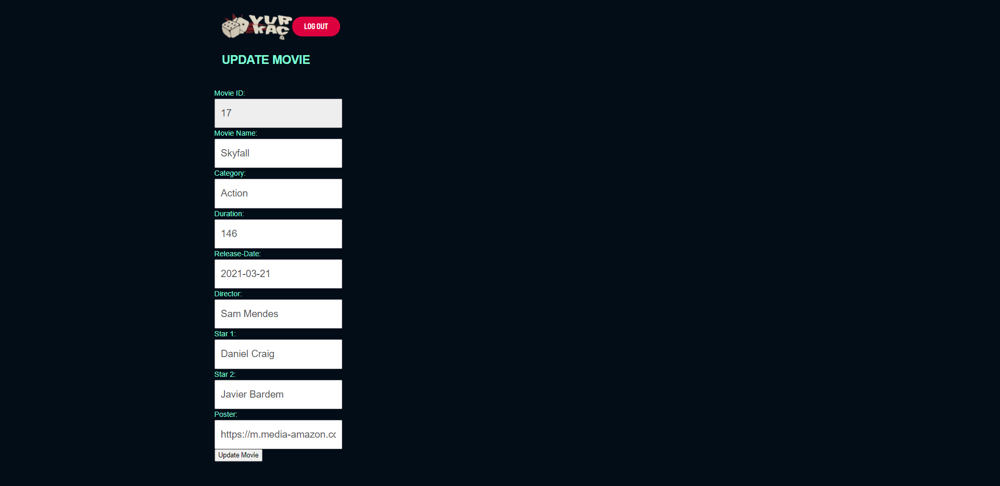 YUR
KAÇ
LOG OUT
UPDATE MOVIE
Movie ID:
17
Movie Name:
Skyfall
Category:
Action
Duration:
146
Release-Date:
2021-03-21
Director:
Sam Mendes
Star 1:
Daniel Craig
Star 2:
Javier Bardem
Poster:
https://m.media-amazon.cc
Update Movie